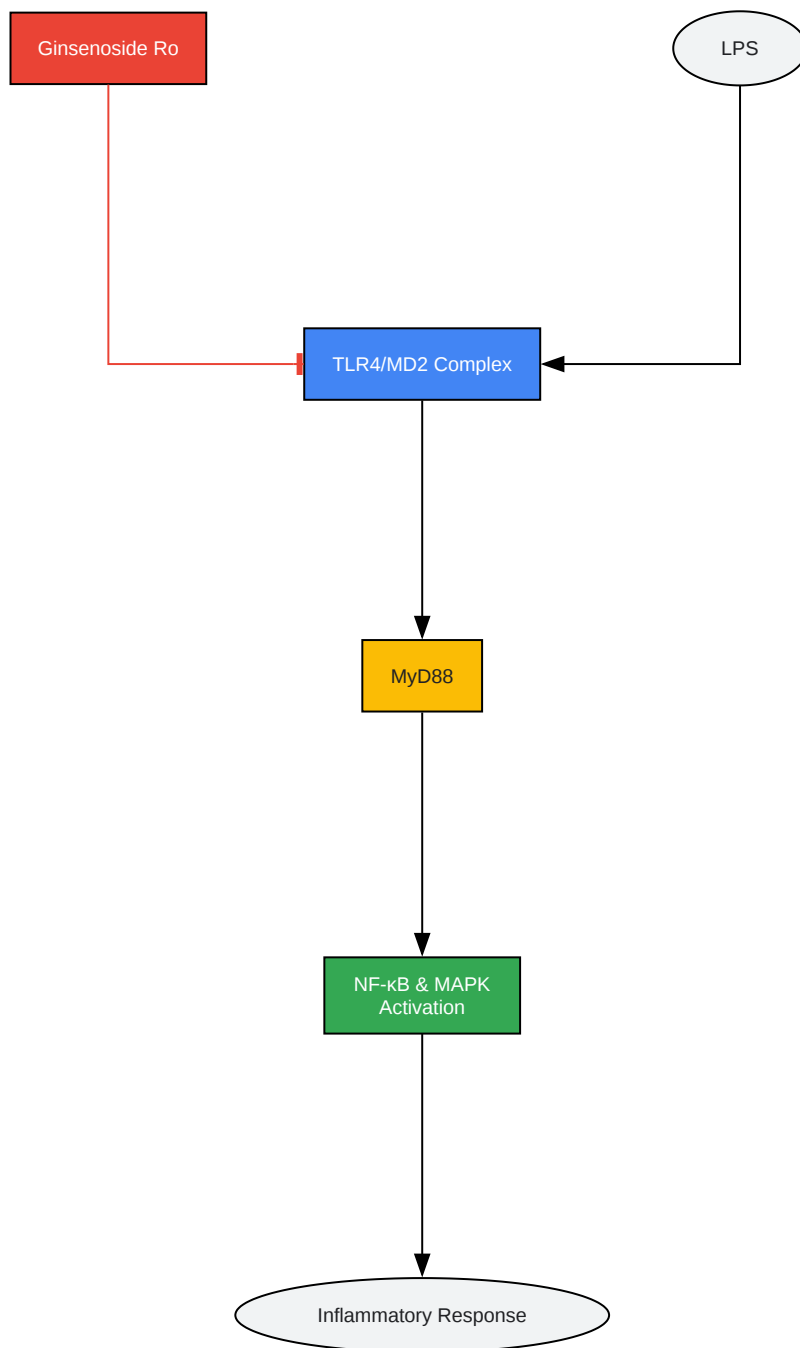 Ginsenoside Ro
LPS
TLR4/MD2 Complex
MyD88
NF-κB & MAPK
Activation
Inflammatory Response